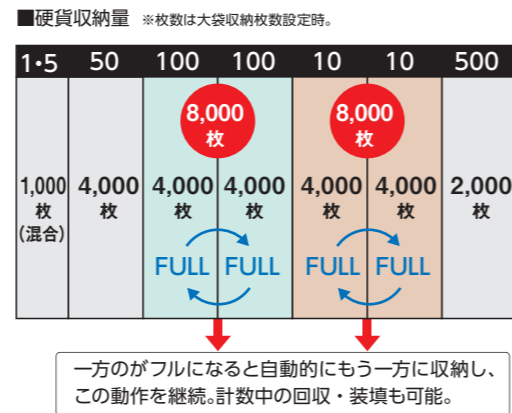 ■硬貨収納量 ※枚数は大袋収納枚数設定時。
1・5 50 100 100 10 10 500
8,000 8,000
枚 枚
1,000 4,000 4,000 4,000 4,000 4,000 2,000
枚 枚 枚 枚 枚 枚 枚
(混合)
FULL FULL FULL FULL
一方のがフルになると自動的にもう一方に収納し、
この動作を継続。計数中の回収・装填も可能。